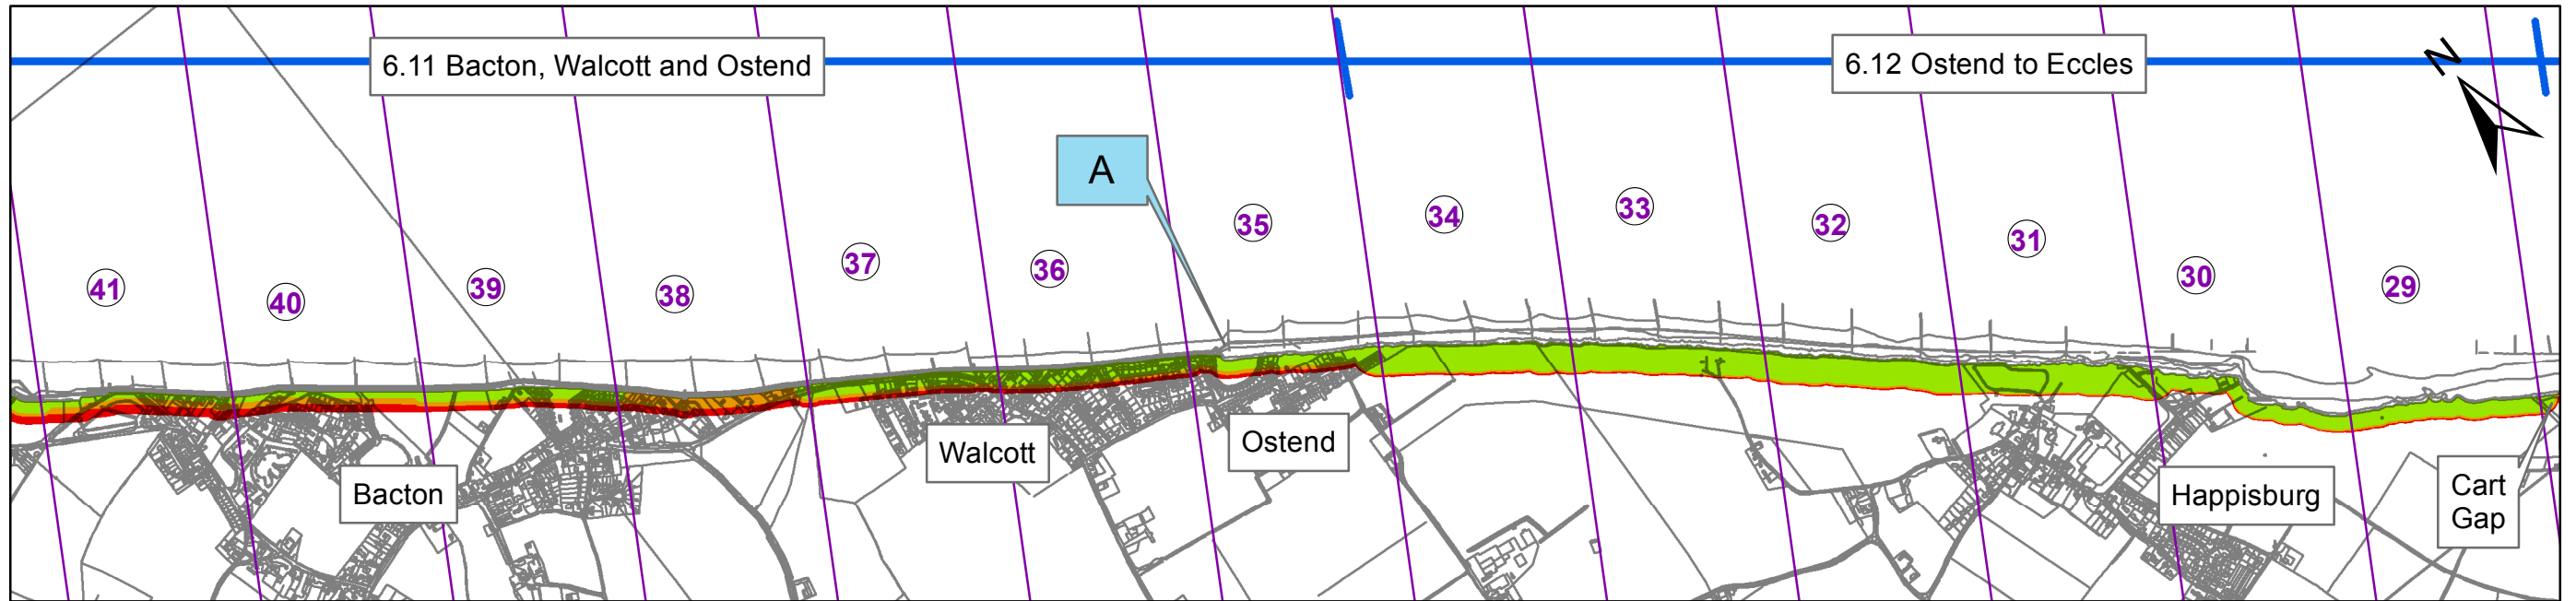 6.11 Bacton, Walcott and Ostend
6.12 Ostend to Eccles
N
A
41
40
39
38
37
36
35
34
33
32
31
30
29
Bacton
Walcott
Ostend
Happisburg
Cart
Gap